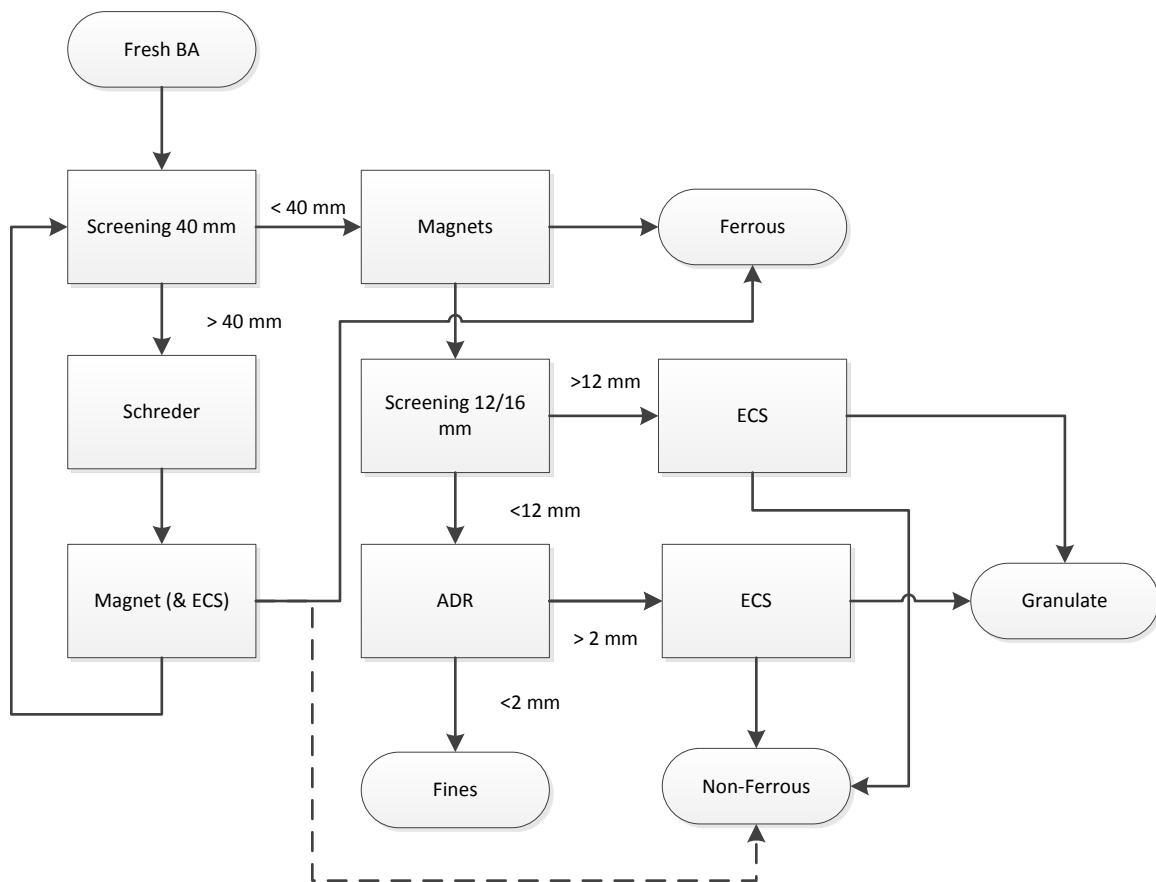 Fresh BA
Screening 40 mm
< 40 mm
Magnets
Ferrous
> 40 mm
Schreder
Screening 12/16
mm
>12 mm
ECS
<12 mm
Magnet (& ECS)
ADR
> 2 mm
ECS
Granulate
<2 mm
Fines
Non-Ferrous